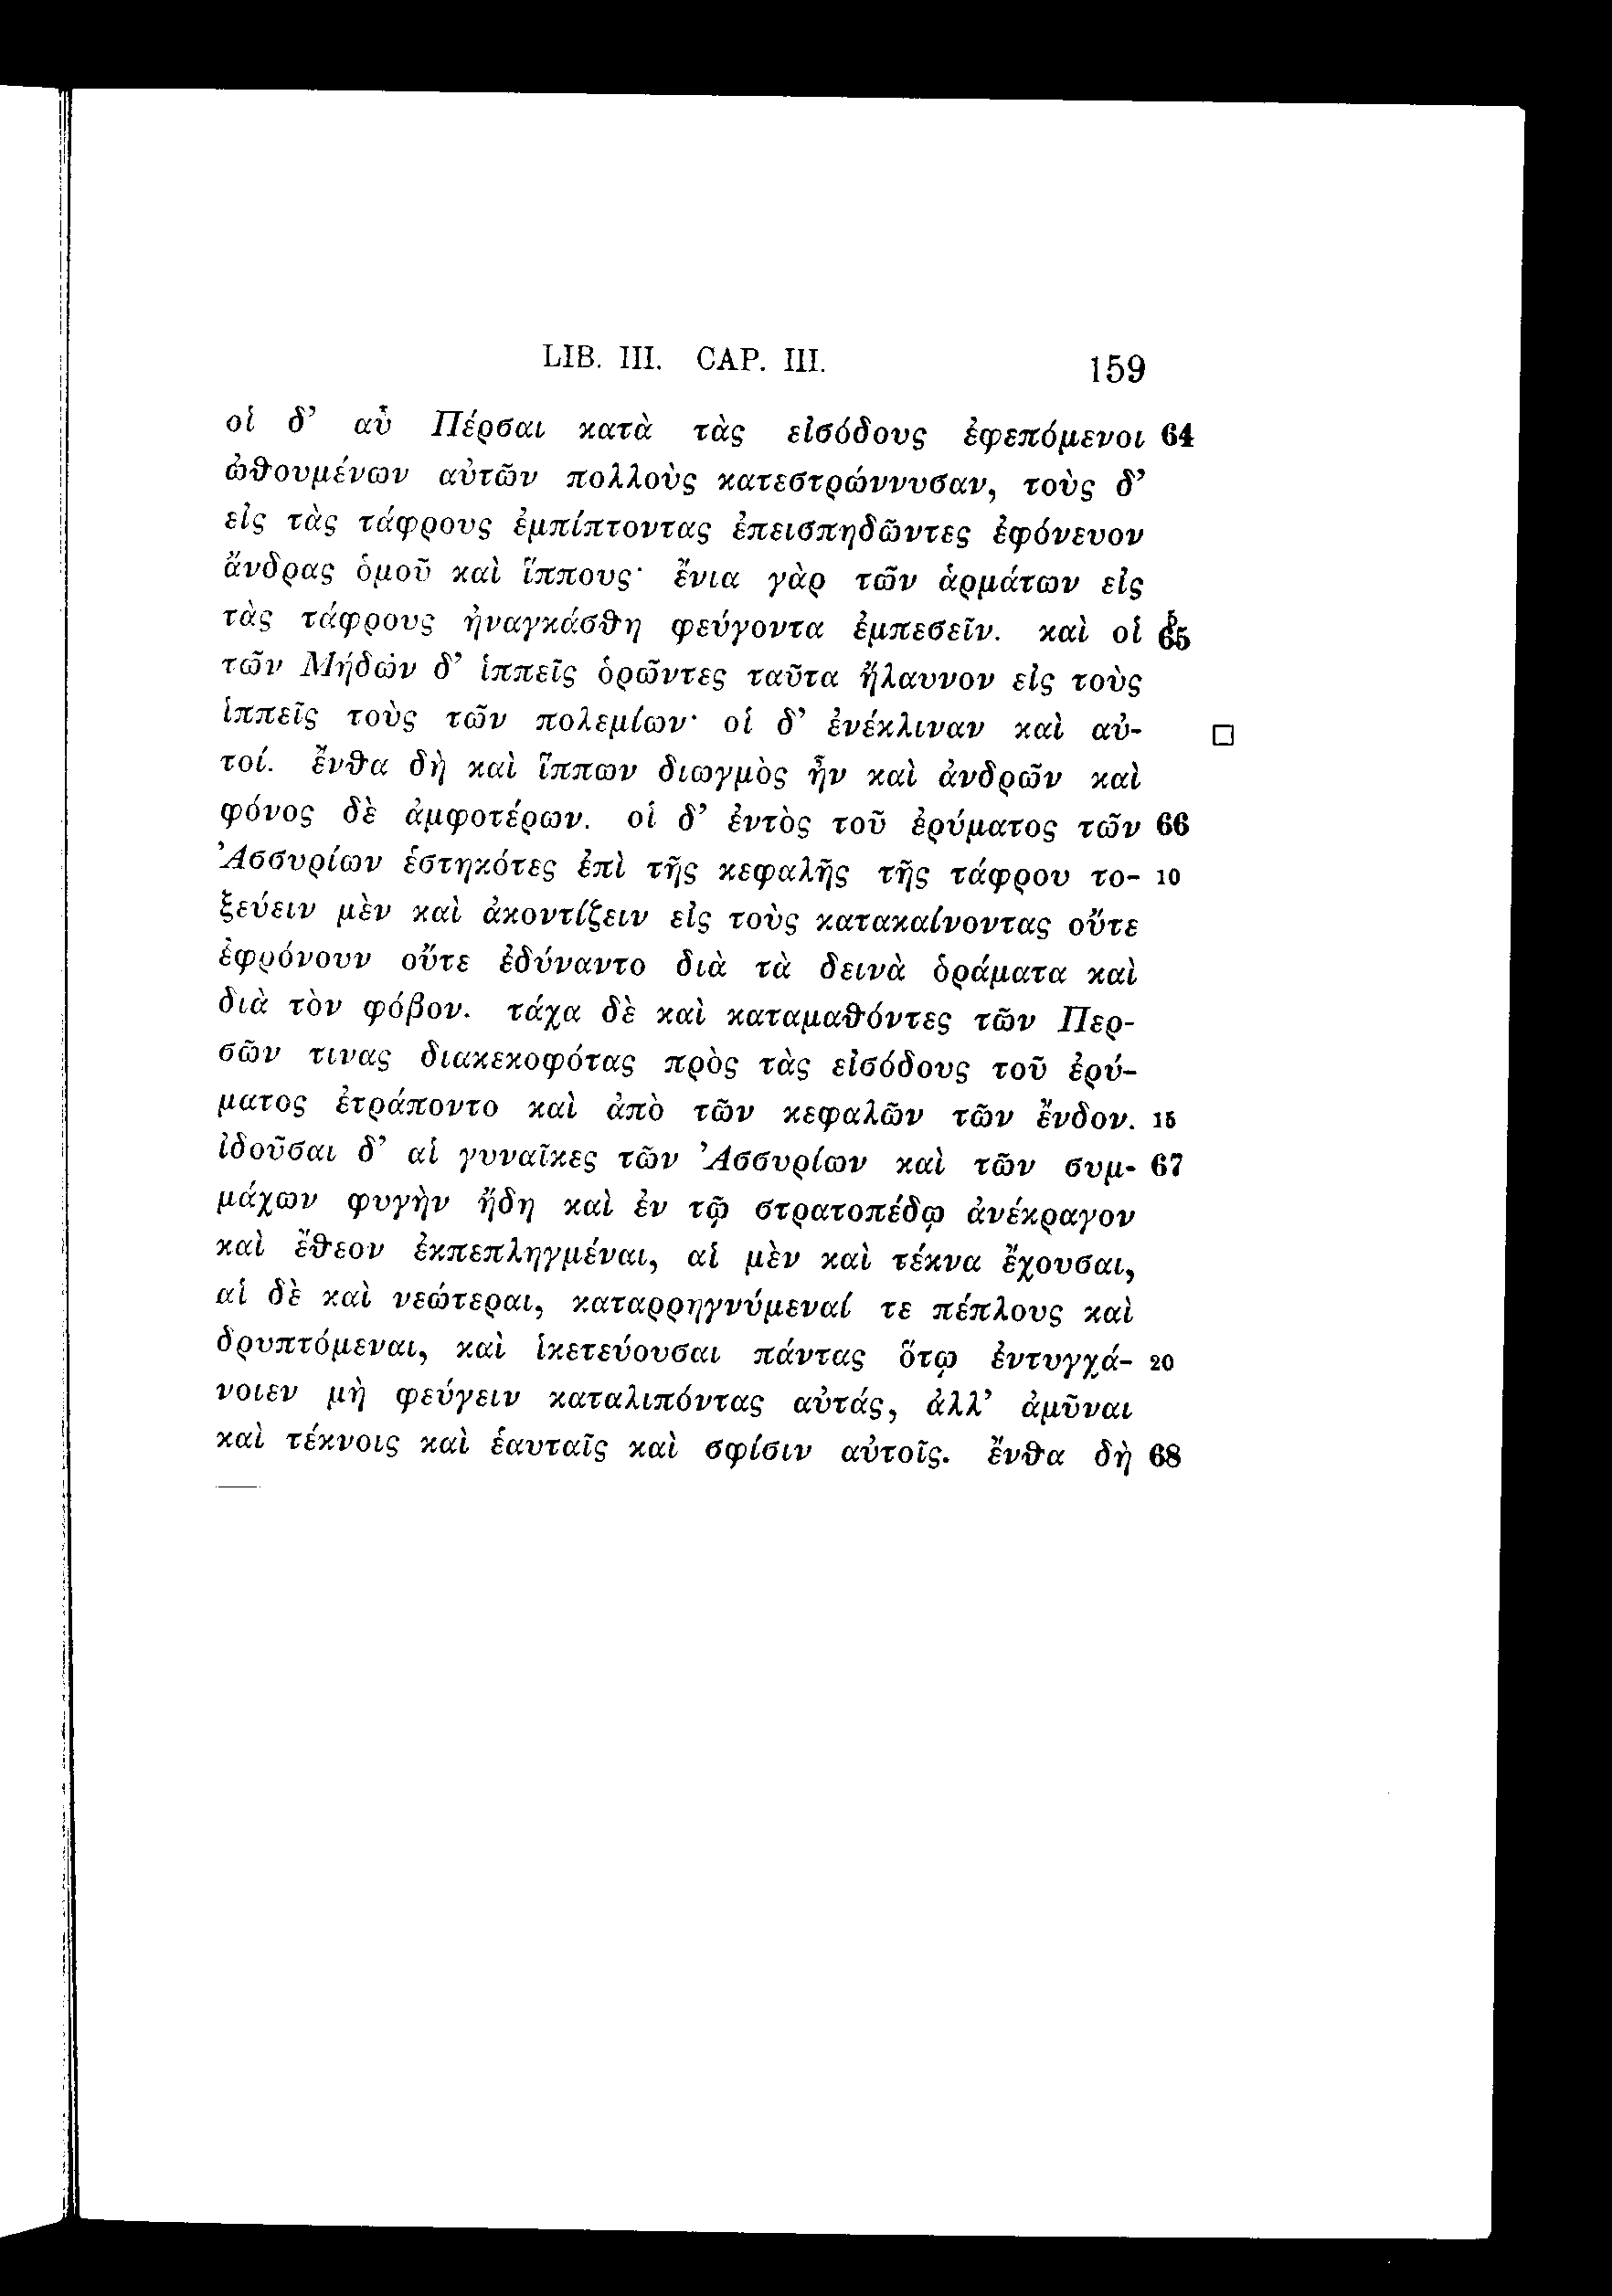 LIB. III. CAP. III. 159
οἱ δ’ αὖ Πέρσαι κατὰ τὰς εἰσόδους ἐφεπόμενοι 64
ὠθουμένων αὐτῶν πολλοὺς κατεστρώννυσαν, τοὺς δ’
εἰς τὰς τάφρους ἐμπίπτοντας ἐπεισπηδῶντες ἐφόνευον
ἄνδρας ὁμοῦ καὶ ἵππους· ἔνια γὰρ τῶν ἁρμάτων εἰς
τὰς τάφρους ἠναγκάσθη φεύγοντα ἐμπεσεῖν. καὶ οἱ 65
τῶν Μήδων δ’ ἱππεῖς ὁρῶντες ταῦτα ἤλαυνον εἰς τοὺς
ἱππεῖς τοὺς τῶν πολεμίων· οἱ δ’ ἐνέκλιναν καὶ αὐ-
τοί. ἔνθα δὴ καὶ ἵππων διωγμὸς ἦν καὶ ἀνδρῶν καὶ
φόνος δὲ ἀμφοτέρων. οἱ δ’ ἐντὸς τοῦ ἐρύματος τῶν 66
Ἀσσυρίων ἑστηκότες ἐπὶ τῆς κεφαλῆς τῆς τάφρου το- 10
ξεύειν μὲν καὶ ἀκοντίζειν εἰς τοὺς κατακαίνοντας οὔτε
ἐφρόνουν οὔτε ἐδύναντο διὰ τὰ δεινὰ ὁράματα καὶ
διὰ τὸν φόβον. τάχα δὲ καὶ καταμαθόντες τῶν Περ-
σῶν τινας διακεκοφότας πρὸς τὰς εἰσόδους τοῦ ἐρύ-
ματος ἐτράποντο καὶ ἀπὸ τῶν κεφαλῶν τῶν ἔνδον. 15
ἰδοῦσαι δ’ αἱ γυναῖκες τῶν Ἀσσυρίων καὶ τῶν συμ- 67
μάχων φυγὴν ἤδη καὶ ἐν τῷ στρατοπέδῳ ἀνέκραγον
καὶ ἔθεον ἐκπεπληγμέναι, αἱ μὲν καὶ τέκνα ἔχουσαι,
αἱ δὲ καὶ νεώτεραι, καταρρηγνύμεναί τε πέπλους καὶ
δρυπτόμεναι, καὶ ἱκετεύουσαι πάντας ὅτῳ ἐντυγχά- 20
νοιεν μὴ φεύγειν καταλιπόντας αὐτάς, ἀλλ’ ἀμῦναι
καὶ τέκνοις καὶ ἑαυταῖς καὶ σφίσιν αὐτοῖς. ἔνθα δὴ 68